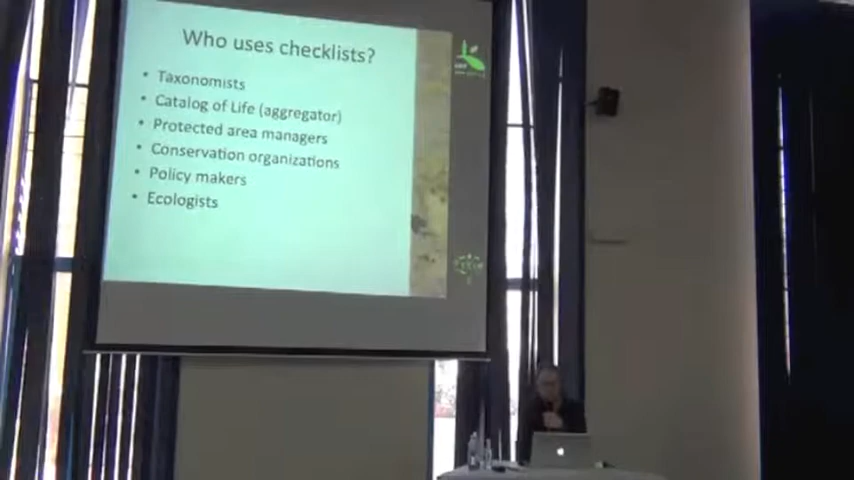 Who uses checklists?
• Taxonomists
• Catalog of Life (aggregator)
• Protected area managers
• Conservation organizations
• Policy makers
• Ecologists